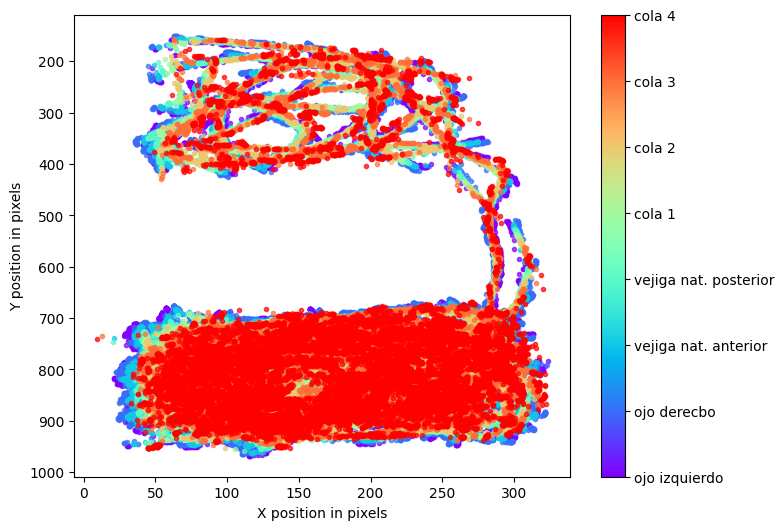 200
300
400
500
600
700
800
900
1000
Y position in pixels
0
50
100
150
200
250
300
X position in pixels
cola 4
cola 3
cola 2
cola 1
vejiga nat. posterior
vejiga nat. anterior
ojo derecbo
ojo izquierdo